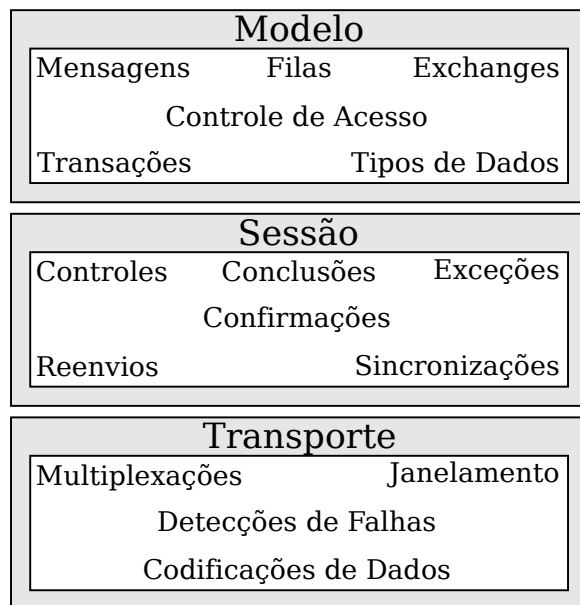 Modelo
Mensagens Filas Exchanges
Controle de Acesso
Transações Tipos de Dados
Sessão
Controles Conclusões Exceções
Confirmações
Reenvios Sincronizações
Transporte
Multiplexações Janelamento
Detecções de Falhas
Codificações de Dados